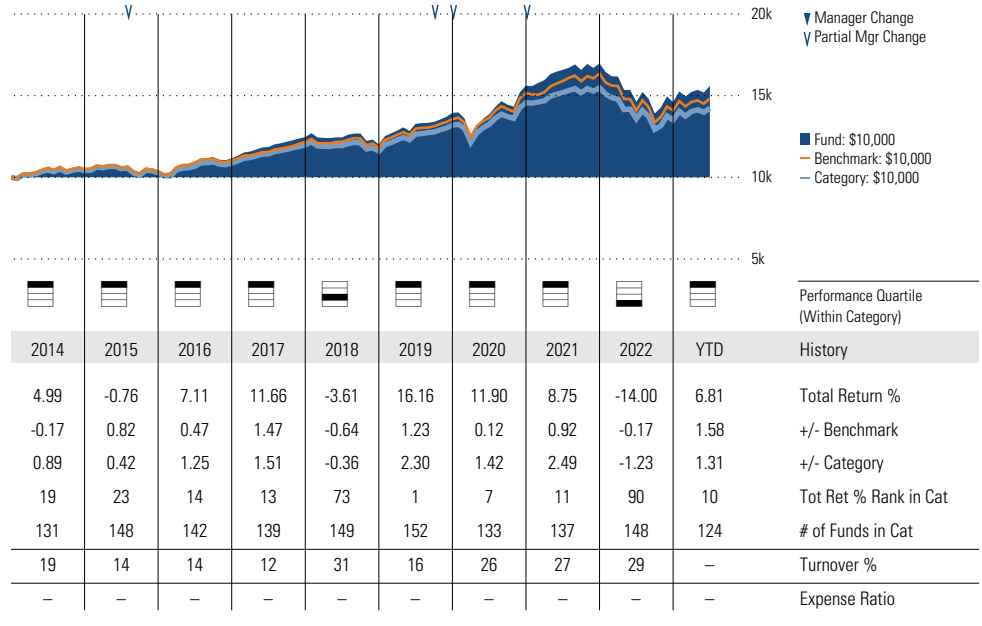 20k
15k
10k
5k
Manager Change
Partial Mgr Change
Fund: $10,000
Benchmark: $10,000
Category: $10,000
Performance Quartile
(Within Category)
2014 2015 2016 2017 2018 2019 2020 2021 2022 YTD History
4.99 -0.76 7.11 11.66 -3.61 16.16 11.90 8.75 -14.00 6.81 Total Return %
-0.17 0.82 0.47 1.47 -0.64 1.23 0.12 0.92 -0.17 1.58 +/- Benchmark
0.89 0.42 1.25 1.51 -0.36 2.30 1.42 2.49 -1.23 1.31 +/- Category
19 23 14 13 73 1 7 11 90 10 Tot Ret % Rank in Cat
131 148 142 139 149 152 133 137 148 124 # of Funds in Cat
19 14 14 12 31 16 26 27 29 – Turnover %
– – – – – – – – – – Expense Ratio